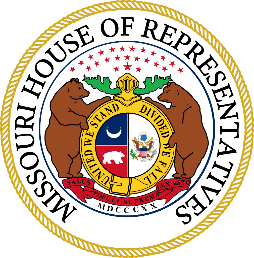 MISSOURI HOUSE OF REPRESENTATIVES
UNITED WE STAND DIVIDED WE FALL
MDCCCXX